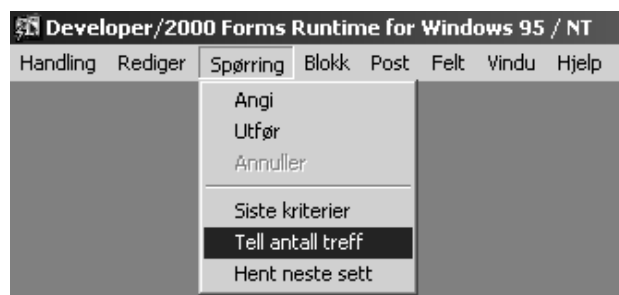 Developer/2000 Forms Runtime for Windows 95 / NT
Handling Rediger Spørring Blokk Post Felt Vindu Hjelp
Angi
Utfør
Annuller
Siste kriterier
Tell antall treff
Hent neste sett